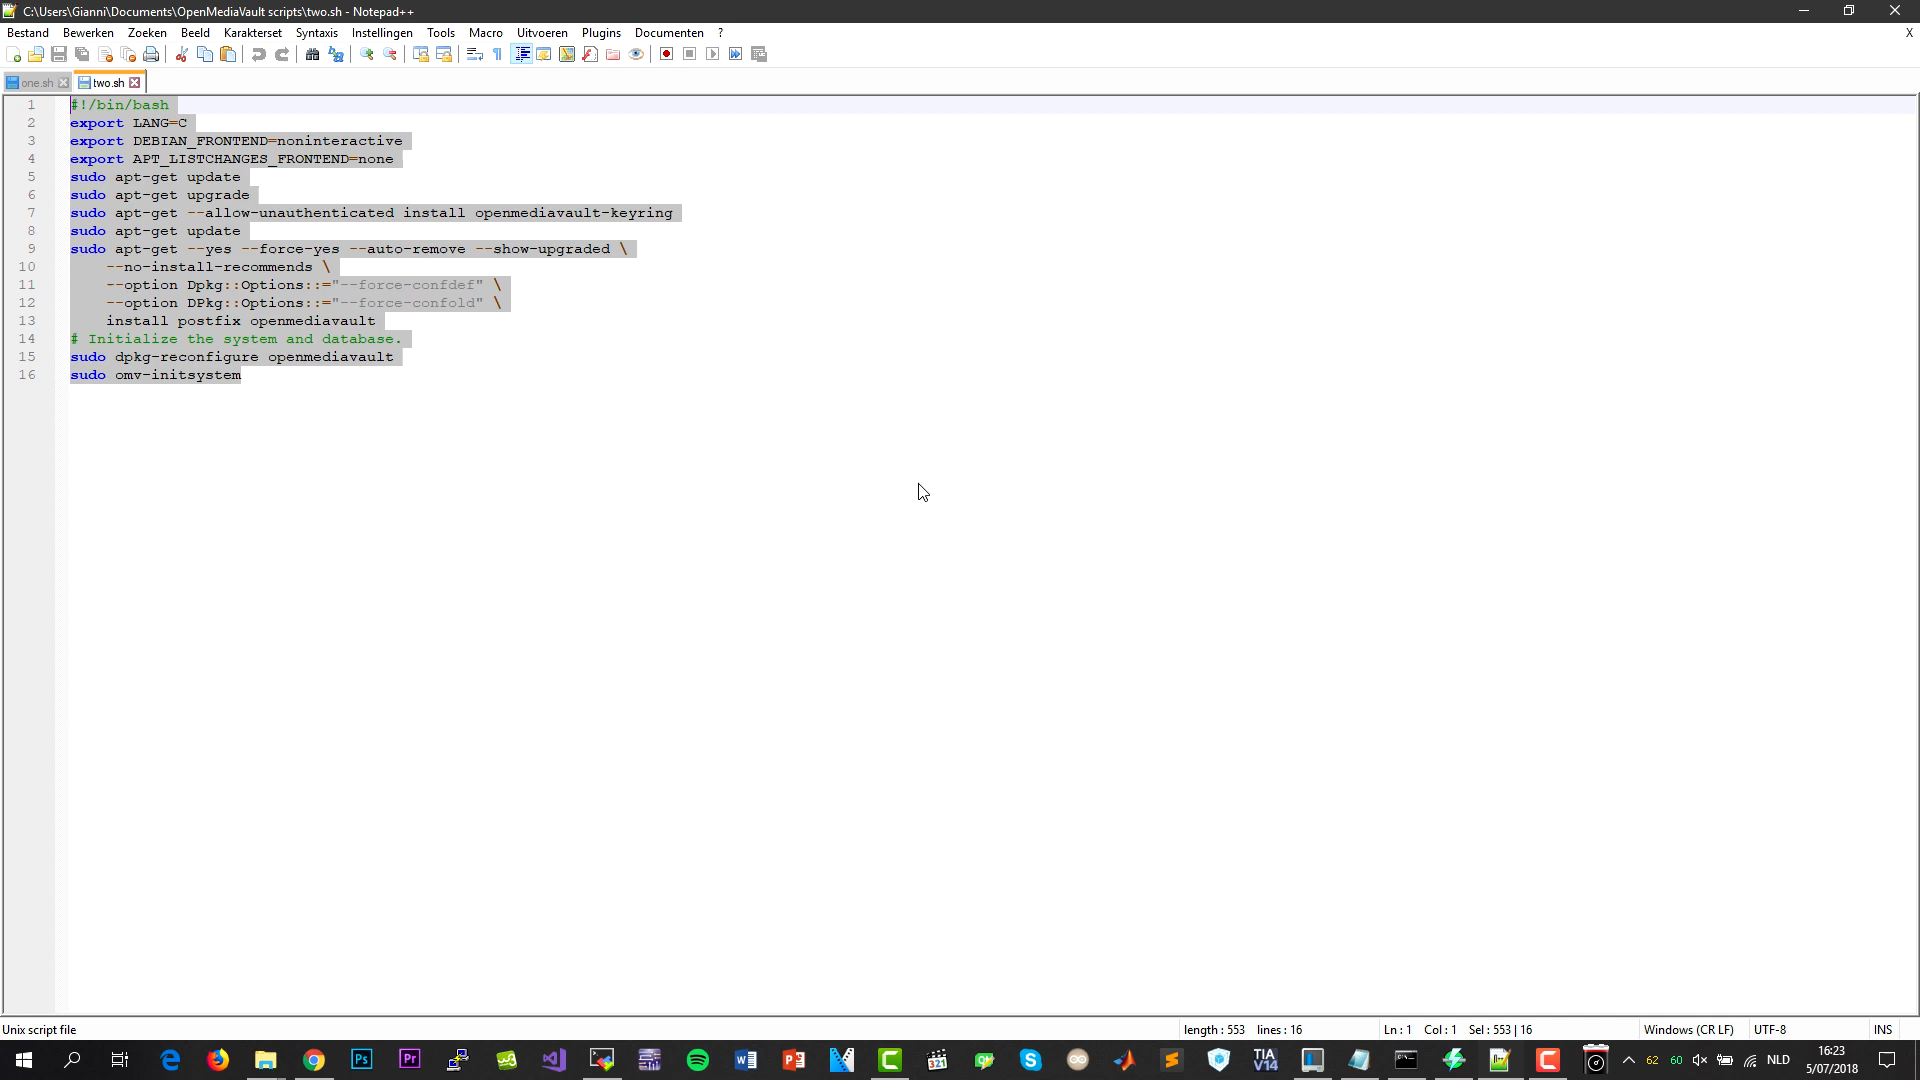 C:\Users\Gianni\Documents\OpenMediaVault scripts\two.sh - Notepad++
Bestand Bewerken Zoeken Beeld Karakterset Syntaxis Instellingen Tools Macro Uitvoeren Plugins Documenten ? X
one.sh two.sh
1 #!/bin/bash
2 export LANG=C
3 export DEBIAN_FRONTEND=noninteractive
4 export APT_LISTCHANGES_FRONTEND=none
5 sudo apt-get update
6 sudo apt-get upgrade
7 sudo apt-get --allow-unauthenticated install openmediavault-keyring
8 sudo apt-get update
9 sudo apt-get --yes --force-yes --auto-remove --show-upgraded \
10 --no-install-recommends \
11 --option Dpkg::Options::="--force-confdef" \
12 --option DPkg::Options::="--force-confold" \
13 install postfix openmediavault
14 # Initialize the system and database.
15 sudo dpkg-reconfigure openmediavault
16 sudo omv-initsystem
Unix script file length : 553 lines : 16 Ln : 1 Col : 1 Sel : 553 | 16 Windows (CR LF) UTF-8 INS
Ps Pr 321 TIA V14 62 60 NLD 16:23
5/07/2018